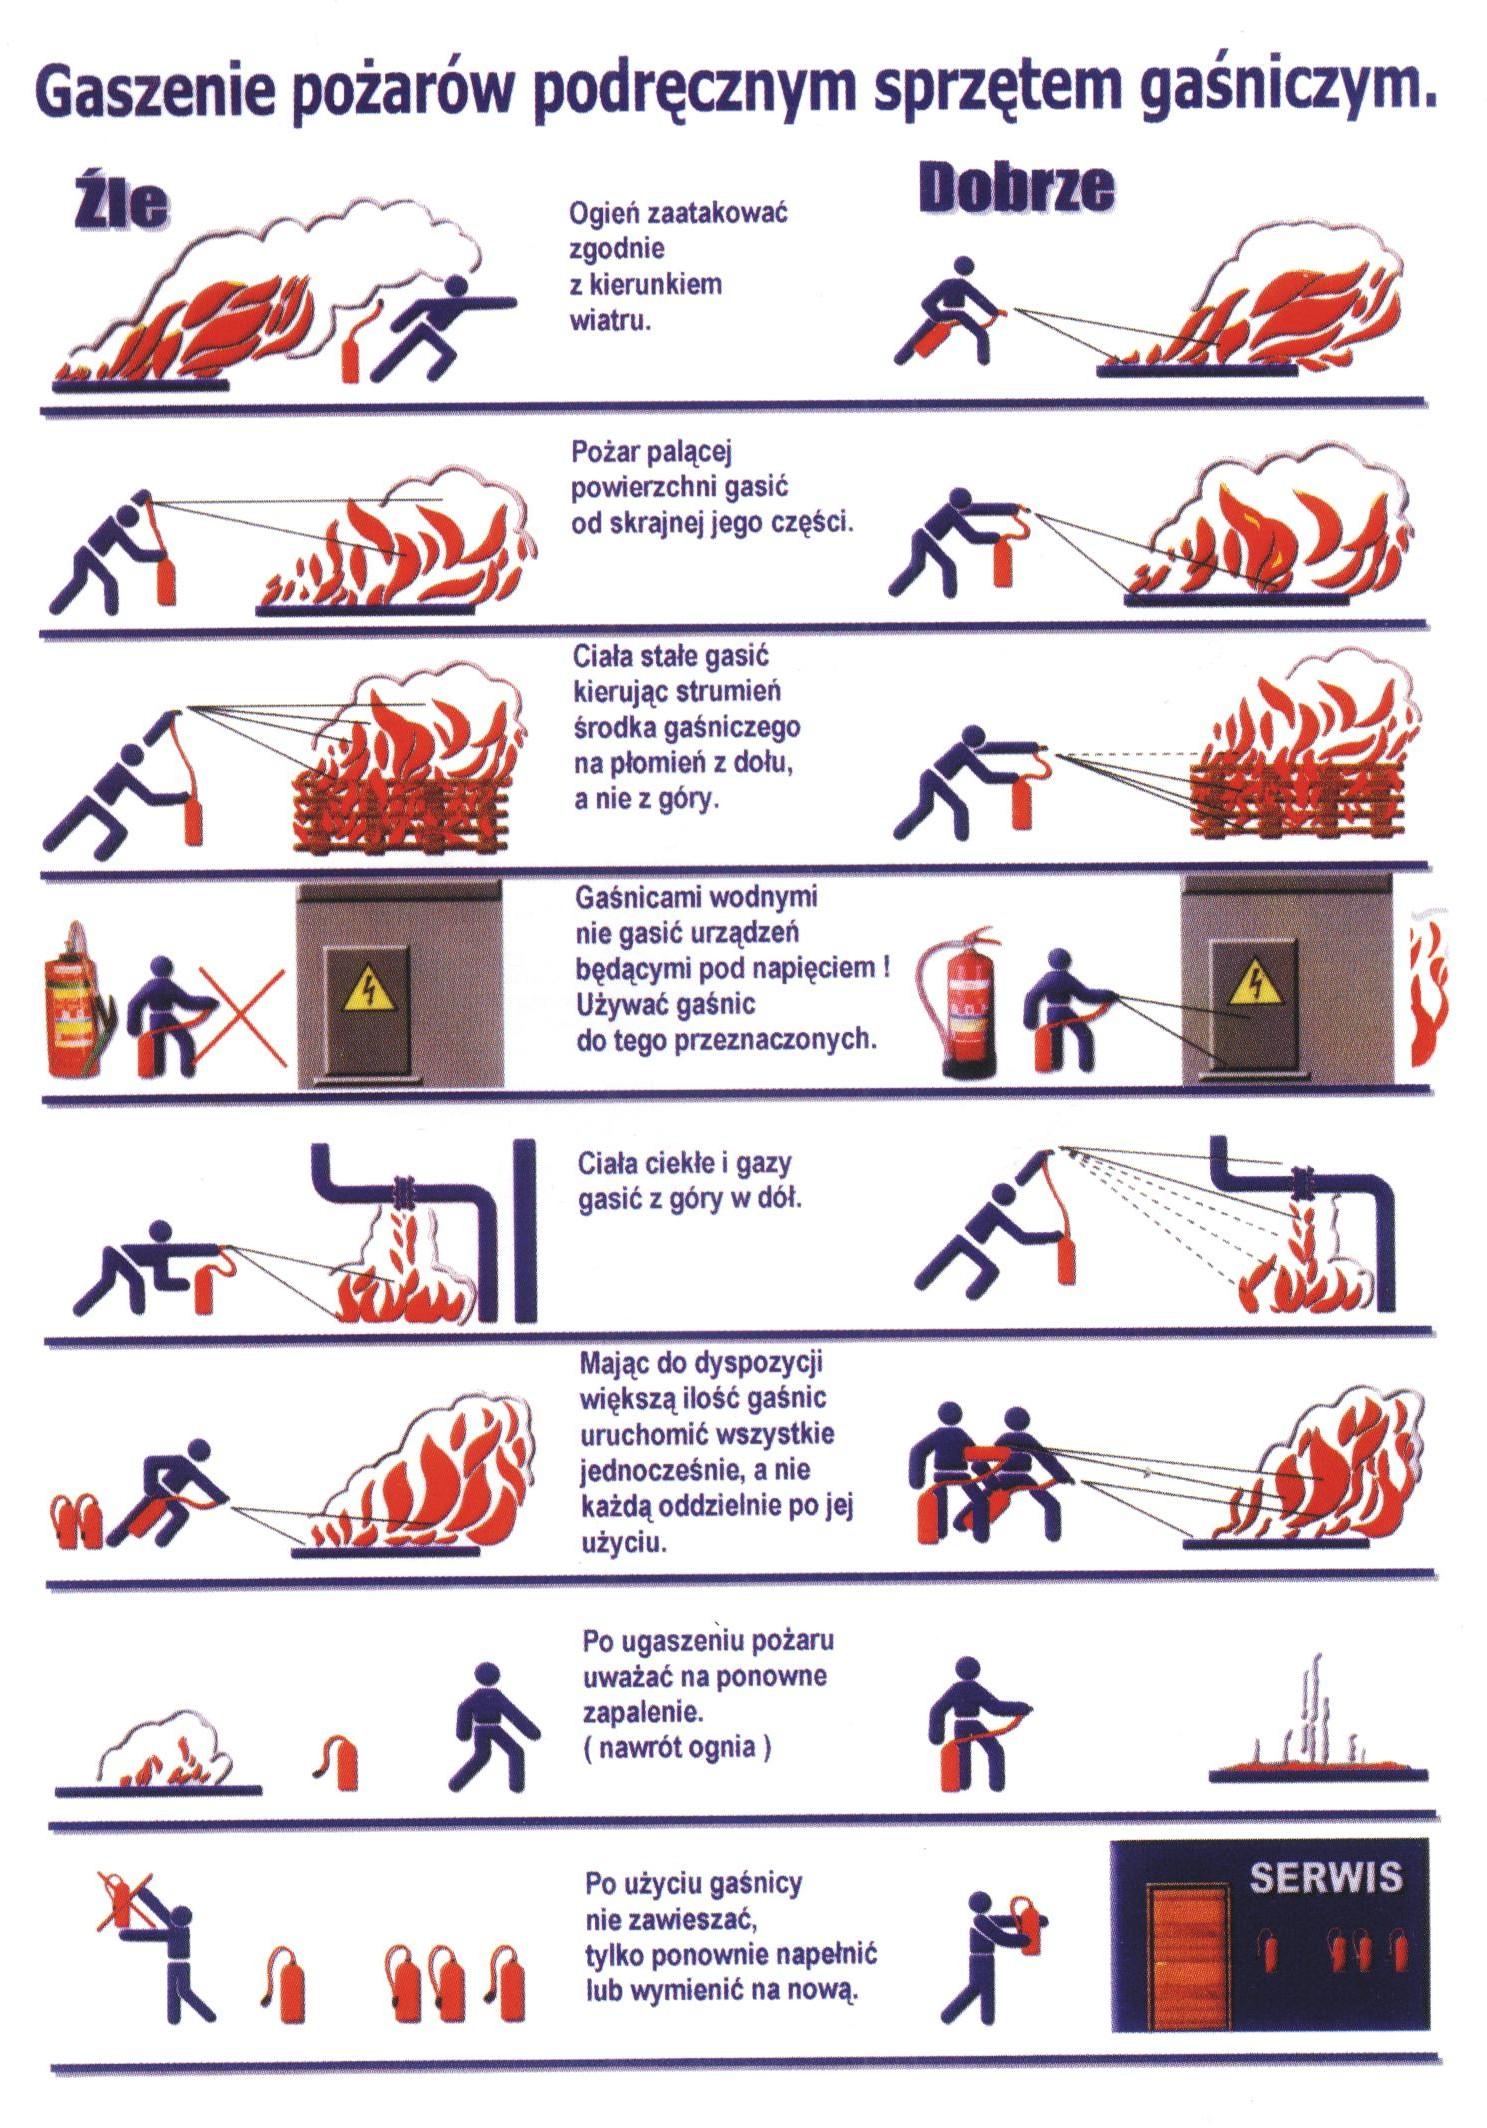 Gaszenie pożarów podręcznym sprzętem gaśniczym.
Źle
Dobrze
Ogień zaatakować
zgodnie
z kierunkiem
wiatru.
Pożar palącej
powierzchni gasić
od skrajnej jego części.
Ciała stałe gasić
kierując strumień
środka gaśniczego
na płomień z dołu,
a nie z góry.
Gaśnicami wodnymi
nie gasić urządzeń
będącymi pod napięciem !
Używać gaśnic
do tego przeznaczonych.
Ciała ciekłe i gazy
gasić z góry w dół.
Mając do dyspozycji
większą ilość gaśnic
uruchomić wszystkie
jednocześnie, a nie
każdą oddzielnie po jej
użyciu.
Po ugaszeniu pożaru
uważać na ponowne
zapalenie.
( nawrót ognia )
Po użyciu gaśnicy
nie zawieszać,
tylko ponownie napełnić
lub wymienić na nową.
SERWIS